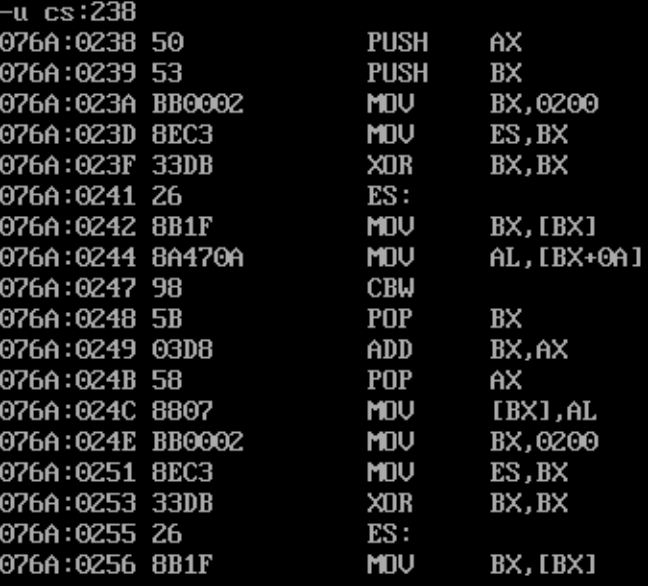 -u cs:238
076A:0238 50 PUSH AX
076A:0239 53 PUSH BX
076A:023A BB0002 MOV BX,0200
076A:023D 8EC3 MOV ES,BX
076A:023F 33DB XOR BX,BX
076A:0241 26 ES:
076A:0242 8B1F MOV BX,[BX]
076A:0244 8A470A MOV AL,[BX+0A]
076A:0247 98 CBW
076A:0248 5B POP BX
076A:0249 03D8 ADD BX,AX
076A:024B 58 POP AX
076A:024C 8807 MOV [BX],AL
076A:024E BB0002 MOV BX,0200
076A:0251 8EC3 MOV ES,BX
076A:0253 33DB XOR BX,BX
076A:0255 26 ES:
076A:0256 8B1F MOV BX,[BX]